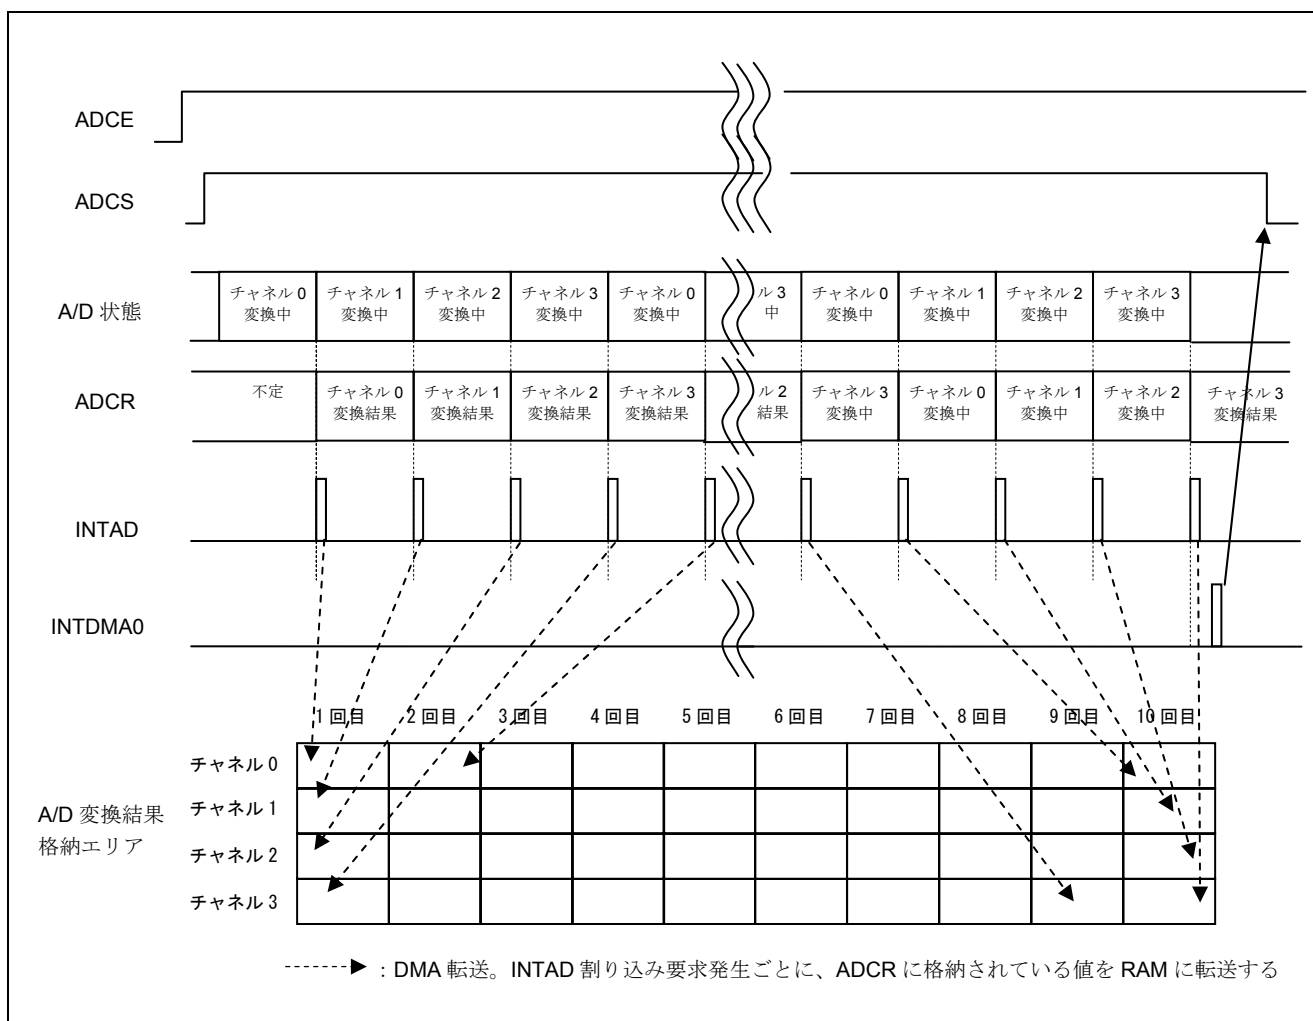 ADCE
ADCS
A/D 状態
チャネル 0 変換中
チャネル 1 変換中
チャネル 2 変換中
チャネル 3 変換中
チャネル 0 変換中
ル 3 中
チャネル 0 変換中
チャネル 1 変換中
チャネル 2 変換中
チャネル 3 変換中
ADCR
不定
チャネル 0 変換結果
チャネル 1 変換結果
チャネル 2 変換結果
チャネル 3 変換結果
ル 2 結果
チャネル 3 変換中
チャネル 0 変換中
チャネル 1 変換中
チャネル 2 変換中
チャネル 3 変換結果
INTAD
INTDMA0
1 回目 2 回目 3 回目 4 回目 5 回目 6 回目 7 回目 8 回目 9 回目 10 回目
A/D 変換結果
格納エリア
チャネル 0
チャネル 1
チャネル 2
チャネル 3
：DMA 転送。INTAD 割り込み要求発生ごとに、ADCR に格納されている値を RAM に転送する